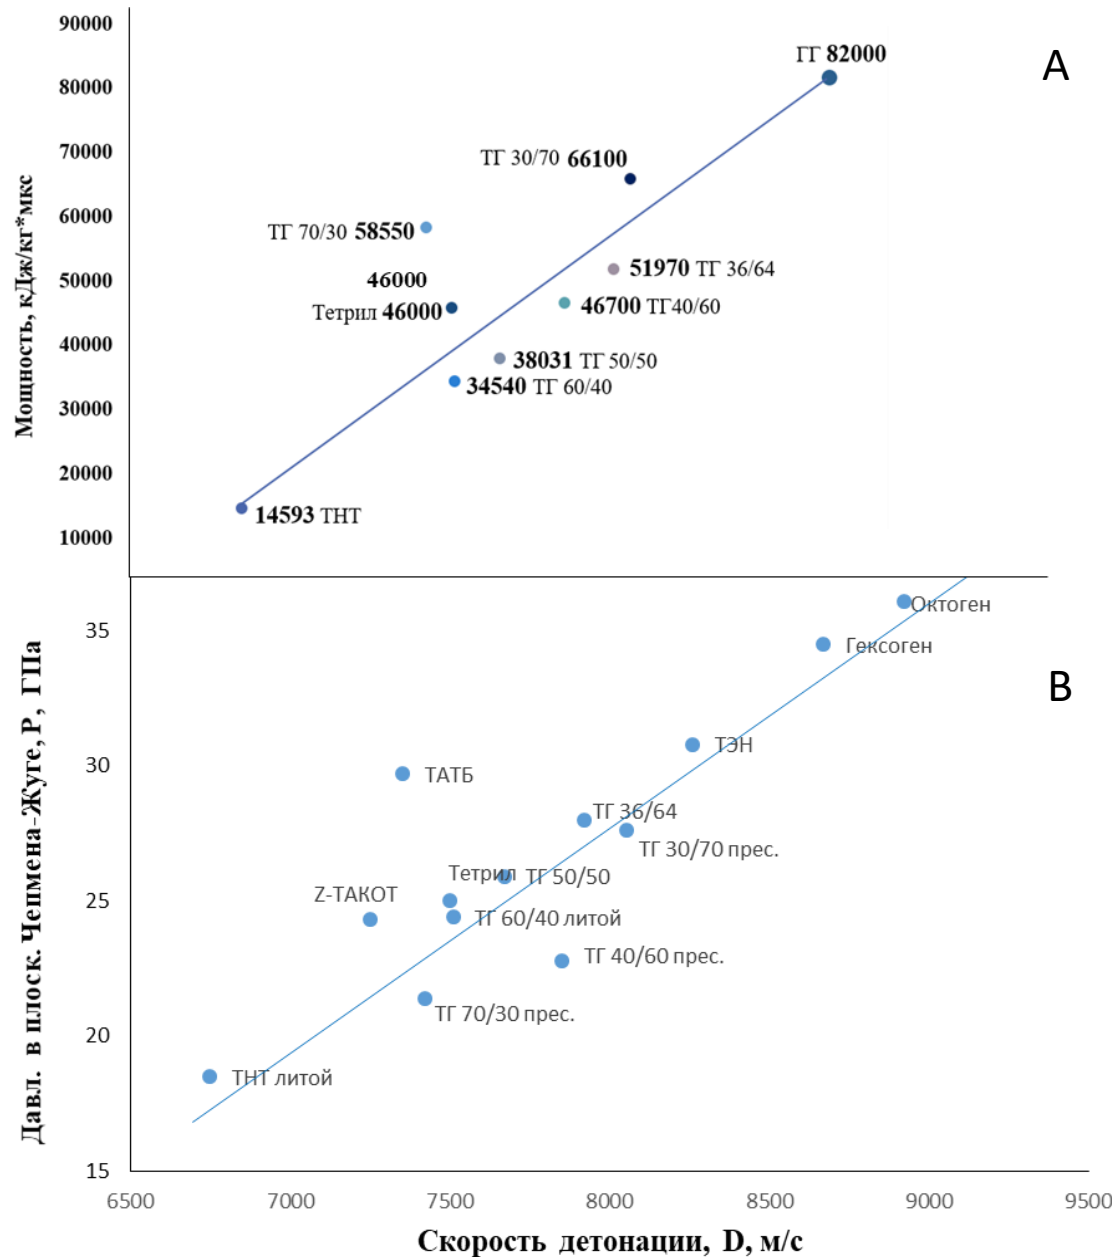 90000
80000
70000
60000
50000
40000
30000
20000
10000
Мощность, кДж/кг*мкс
A
ГГ 82000
ТГ 30/70 66100
ТГ 70/30 58550
46000
Тетрил 46000
51970 ТГ 36/64
46700 ТГ40/60
38031 ТГ 50/50
34540 ТГ 60/40
14593 ТНТ
35
30
25
20
15
Давл. в плоск. Чепмена-Жуге, Р, ГПа
B
Октоген
Гексоген
ТЭН
ТАТБ
ТГ 36/64
ТГ 30/70 прес.
Тетрил
ТГ 50/50
Z-ТАКОТ
ТГ 60/40 литой
ТГ 40/60 прес.
ТГ 70/30 прес.
ТНТ литой
6500
7000
7500
8000
8500
9000
9500
Скорость детонации, D, м/с